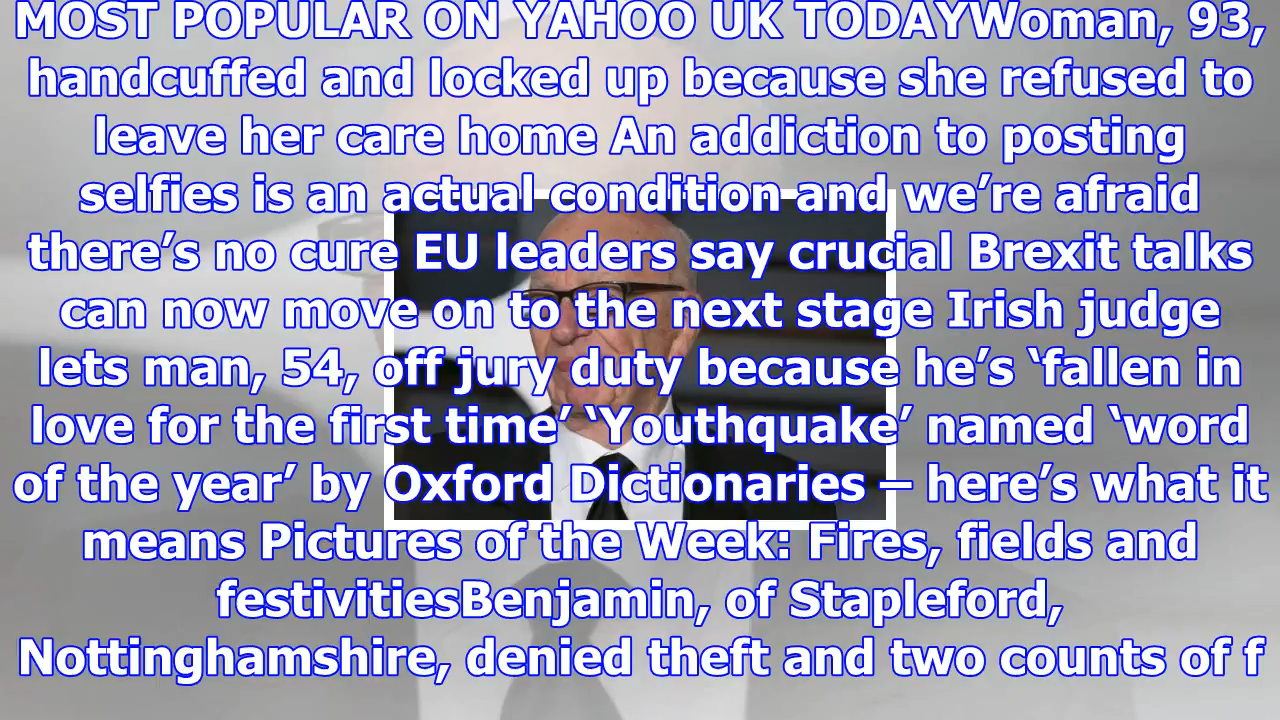 MOST POPULAR ON YAHOO UK TODAYWoman, 93,
handcuffed and locked up because she refused to
leave her care home An addiction to posting
selfies is an actual condition and we’re afraid
there’s no cure EU leaders say crucial Brexit talks
can now move on to the next stage Irish judge
lets man, 54, off jury duty because he’s ‘fallen in
love for the first time’ ‘Youthquake’ named ‘word
of the year’ by Oxford Dictionaries – here’s what it
means Pictures of the Week: Fires, fields and
festivitiesBenjamin, of Stapleford,
Nottinghamshire, denied theft and two counts of f